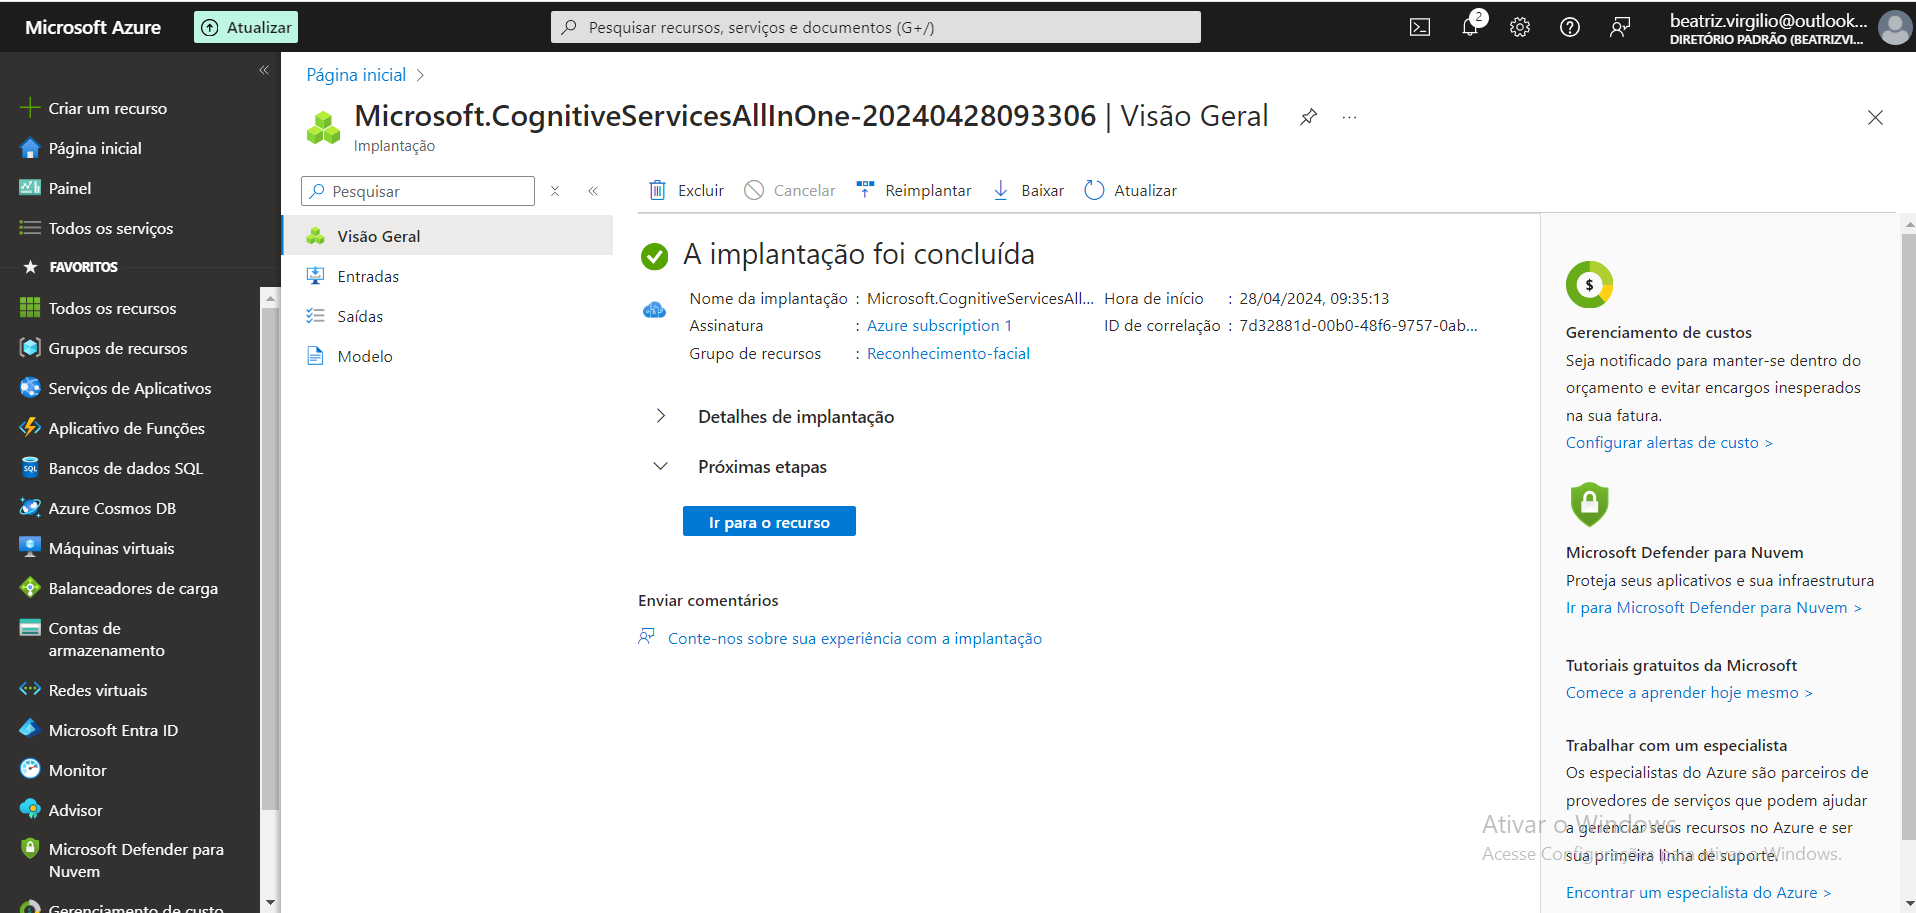 Microsoft Azure
Atualizar
Pesquisar recursos, serviços e documentos (G+/)
2
beatriz.virgilio@outlook...
DIRETÓRIO PADRÃO (BEATRIZVI...
Criar um recurso
Página inicial
Painel
Todos os serviços
FAVORITOS
Todos os recursos
Grupos de recursos
Serviços de Aplicativos
Aplicativo de Funções
SQL
Bancos de dados SQL
Azure Cosmos DB
Máquinas virtuais
Balanceadores de carga
Contas de
armazenamento
Redes virtuais
Microsoft Entra ID
Monitor
Advisor
Microsoft Defender para
Nuvem
Gerenciamento de custo
Página inicial >
Microsoft.CognitiveServicesAllInOne-20240428093306 | Visão Geral
...
Implantação
Pesquisar
Visão Geral
Entradas
Saídas
Modelo
Excluir
Cancelar
Reimplantar
Baixar
Atualizar
A implantação foi concluída
Nome da implantação : Microsoft.CognitiveServicesAll...
Assinatura : Azure subscription 1
Grupo de recursos : Reconhecimento-facial
Hora de início : 28/04/2024, 09:35:13
ID de correlação : 7d32881d-00b0-48f6-9757-0ab...
Detalhes de implantação
Próximas etapas
Ir para o recurso
Enviar comentários
Conte-nos sobre sua experiência com a implantação
$
Gerenciamento de custos
Seja notificado para manter-se dentro do
orçamento e evitar encargos inesperados
na sua fatura.
Configurar alertas de custo >
Microsoft Defender para Nuvem
Proteja seus aplicativos e sua infraestrutura
Ir para Microsoft Defender para Nuvem >
Tutoriais gratuitos da Microsoft
Comece a aprender hoje mesmo >
Trabalhar com um especialista
Os especialistas do Azure são parceiros de
provedores de serviços que podem ajudar
a gerenciar seus recursos no Azure e ser
sua primeira linha de suporte.
Encontrar um especialista do Azure >
Ativar o Windows
Acesse Configurações para ativar o Windows.